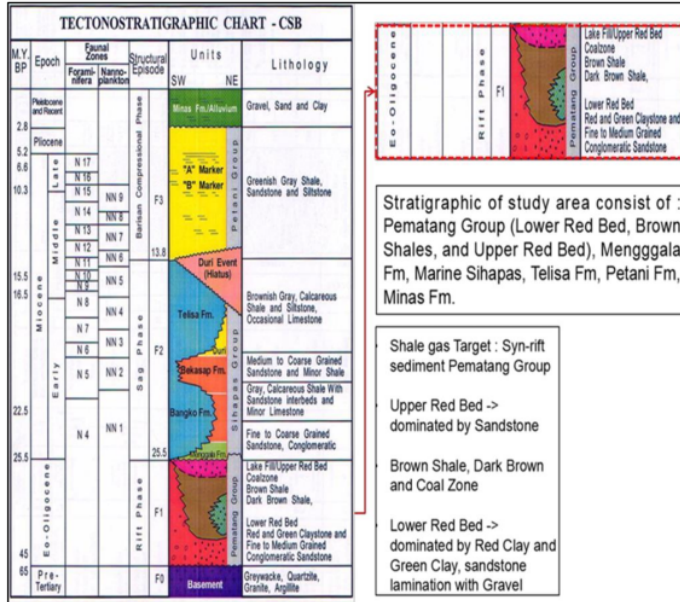 TECTONOSTRATIGRAPHIC CHART - CSB
M.Y. BP
Epoch
Faunal Zones
Forami-nifera
Nanno-plankton
Structural Episode
Units
SW NE
Lithology
Pleistocene and Recent
2.8
Pliocene
5.2
6.6
10.3
15.5
16.5
22.5
25.5
45
65
Miocene
Late
Middle
Early
Eo-Oligocene
Pre-Tertiary
N 17
N 16
N 15
N 14
N 13
N 12
N 11
N 10
N 9
N 8
N 7
N 6
N 5
N 4
NN 9
NN 8
NN 7
NN 6
NN 5
NN 4
NN 3
NN 2
NN 1
Barisan Compressional Phase
F3
13.8
Sag Phase
F2
25.5
Rift Phase
F1
F0
Minas Fm./Alluvium
"A" Marker
"B" Marker
Petani Group
Duri Event
(Hiatus)
Telisa Fm.
Duri
Bekasap Fm.
Bangko Fm.
Sihapas Group
Pematang Group
Basement
Gravel, Sand and Clay
Greenish Gray Shale,
Sandstone and Siltstone
Brownish Gray, Calcareous
Shale and Siltstone,
Occasional Limestone
Medium to Coarse Grained
Sandstone and Minor Shale
Gray, Calcareous Shale With
Sandstone interbeds and
Minor Limestone
Fine to Coarse Grained
Sandstone, Conglomeratic
Lake Fill/Upper Red Bed
Coalzone
Brown Shale
Dark Brown Shale,
Lower Red Bed
Red and Green Claystone and
Fine to Medium Grained
Conglomeratic Sandstone
Greywacke, Quartzite,
Granite, Argillite
Eo-Oligocene
Rift Phase
F1
Pematang Group
Lake Fill/Upper Red Bed
Coalzone
Brown Shale
Dark Brown Shale,
Lower Red Bed
Red and Green Claystone and
Fine to Medium Grained
Conglomeratic Sandstone
Stratigraphic of study area consist of :
Pematang Group (Lower Red Bed, Brown
Shales, and Upper Red Bed), Mengggala
Fm, Marine Sihapas, Telisa Fm, Petani Fm,
Minas Fm.
Shale gas Target : Syn-rift
sediment Pematang Group
Upper Red Bed ->
dominated by Sandstone
Brown Shale, Dark Brown
and Coal Zone
Lower Red Bed ->
dominated by Red Clay and
Green Clay, sandstone
lamination with Gravel